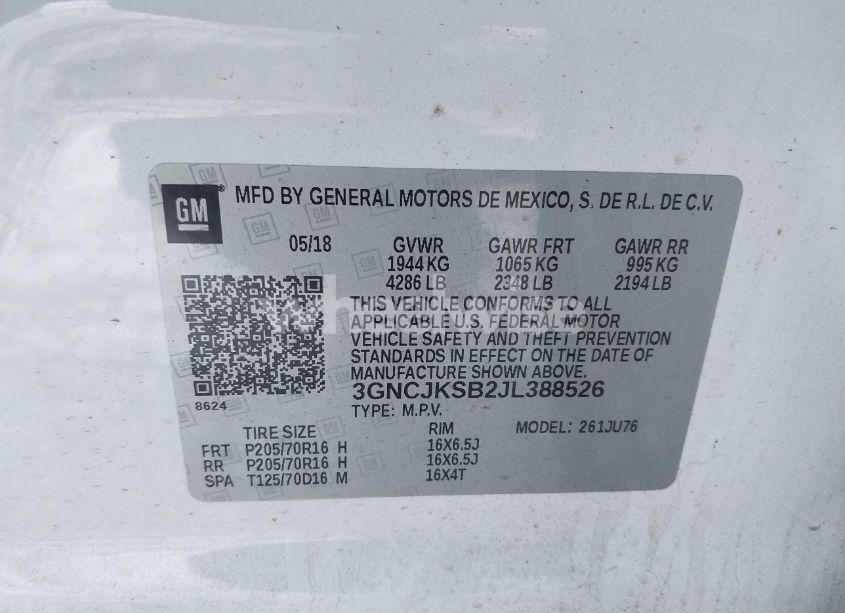 GM
MFD BY GENERAL MOTORS DE MEXICO, S. DE R.L. DE C.V.
05/18 GVWR GAWR FRT GAWR RR
1944 KG 1065 KG 995 KG
4286 LB 2348 LB 2194 LB
THIS VEHICLE CONFORMS TO ALL
APPLICABLE U.S. FEDERAL MOTOR
VEHICLE SAFETY AND THEFT PREVENTION
STANDARDS IN EFFECT ON THE DATE OF
MANUFACTURE SHOWN ABOVE.
3GNCJKSB2JL388526
8624
TYPE: M.P.V.
TIRE SIZE RIM MODEL: 261JU76
FRT P205/70R16 H 16X6.5J
RR P205/70R16 H 16X6.5J
SPA T125/70D16 M 16X4T